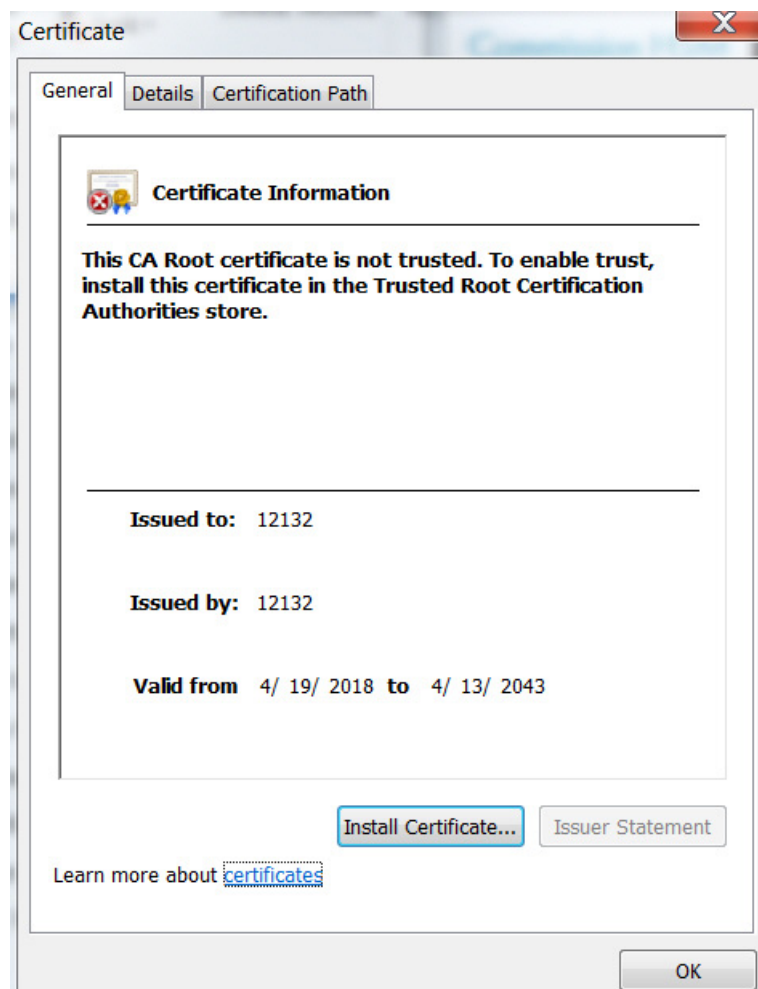 Certificate
General Details Certification Path
Certificate Information
This CA Root certificate is not trusted. To enable trust,
install this certificate in the Trusted Root Certification
Authorities store.
Issued to: 12132
Issued by: 12132
Valid from 4/ 19/ 2018 to 4/ 13/ 2043
Install Certificate... Issuer Statement
Learn more about certificates
OK